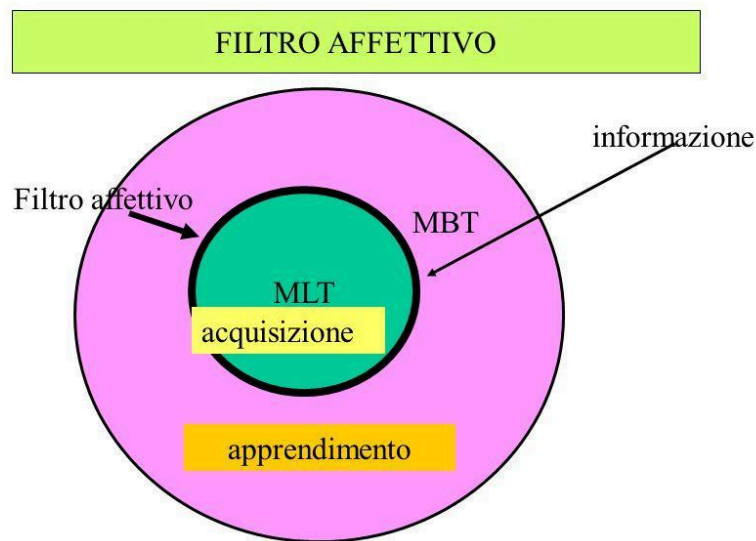 FILTRO AFFETTIVO
informazione
Filtro affettivo
MBT
MLT
acquisizione
apprendimento